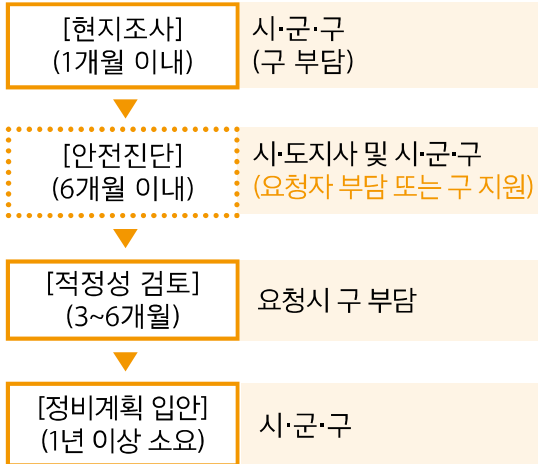 [현지조사]
(1개월 이내)
시·군·구
(구 부담)
[안전진단]
(6개월 이내)
시·도지사 및 시·군·구
(요청자 부담 또는 구 지원)
[적정성 검토]
(3~6개월)
요청시 구 부담
[정비계획 입안]
(1년 이상 소요)
시·군·구